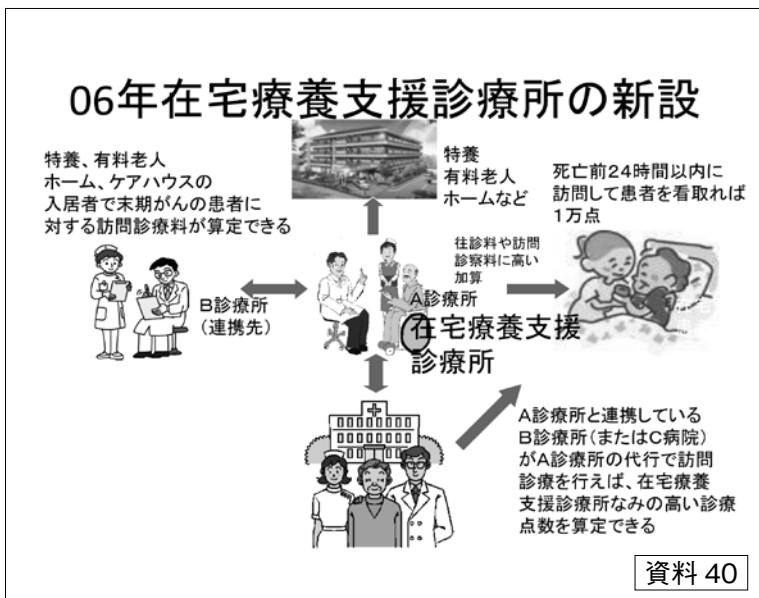 06年在宅療養支援診療所の新設
特養、有料老人
ホーム、ケアハウスの
入居者で末期がんの患者に
対する訪問診療料が算定できる
特養
有料老人
ホームなど
死亡前24時間以内に
訪問して患者を看取れば
1万点
往診料や訪問
診察料に高い
加算
B診療所
(連携先)
A診療所
在宅療養支援
診療所
A診療所と連携している
B診療所(またはC病院)
がA診療所の代行で訪問
診療を行えば、在宅療養
支援診療所なみの高い診療
点数を算定できる
資料 40